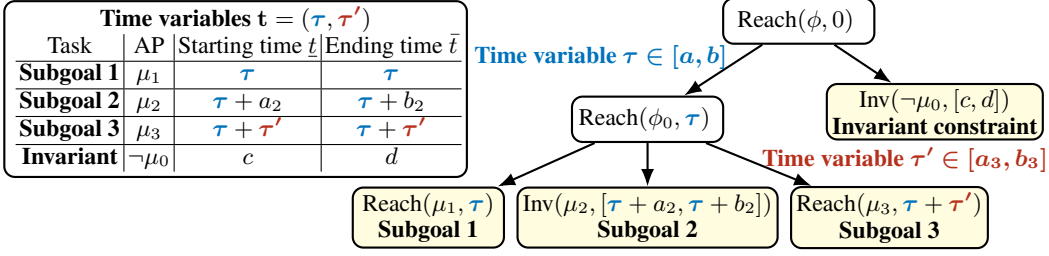 Time variables t = (τ, τ′)
Task AP Starting time t̲ Ending time t̄
Subgoal 1 μ₁ τ τ
Subgoal 2 μ₂ τ + a₂ τ + b₂
Subgoal 3 μ₃ τ + τ′ τ + τ′
Invariant ¬μ₀ c d
Reach(ϕ, 0)
Time variable τ ∈ [a, b]
Reach(ϕ₀, τ)
Inv(¬μ₀, [c, d])
Invariant constraint
Time variable τ′ ∈ [a₃, b₃]
Reach(μ₁, τ)
Subgoal 1
Inv(μ₂, [τ + a₂, τ + b₂])
Subgoal 2
Reach(μ₃, τ + τ′)
Subgoal 3